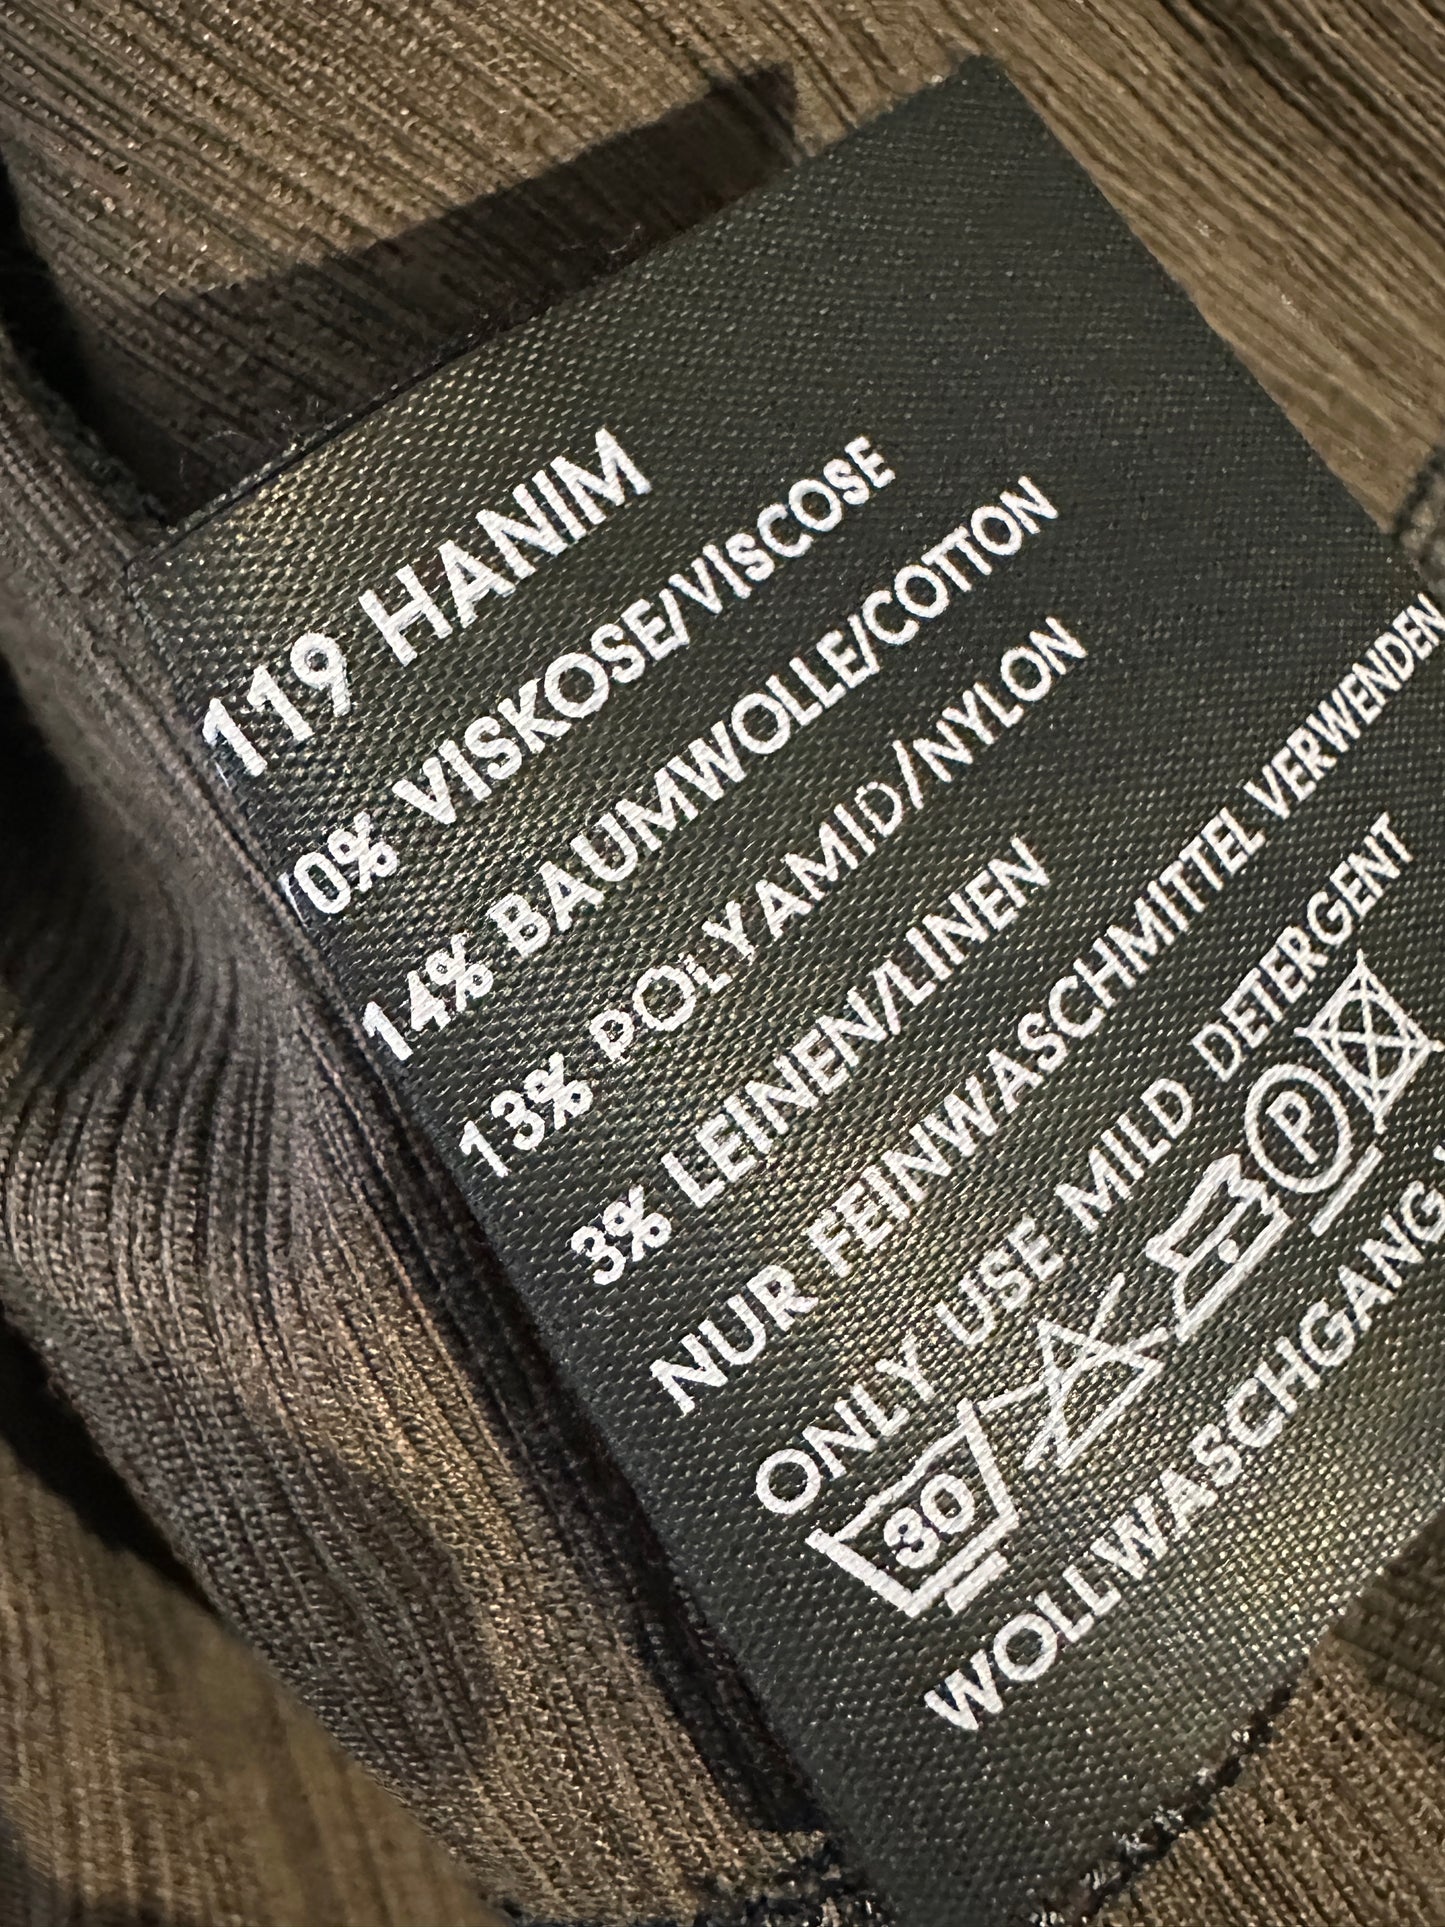 119 HANIM
70% VISKOSE/VISCOSE
14% BAUMWOLLE/COTTON
13% POLYAMID/NYLON
3% LEINEN/LINEN
NUR FEINWASCHMITTEL VERWENDEN
ONLY USE MILD DETERGENT
30 P
WOLLWASCHGANG